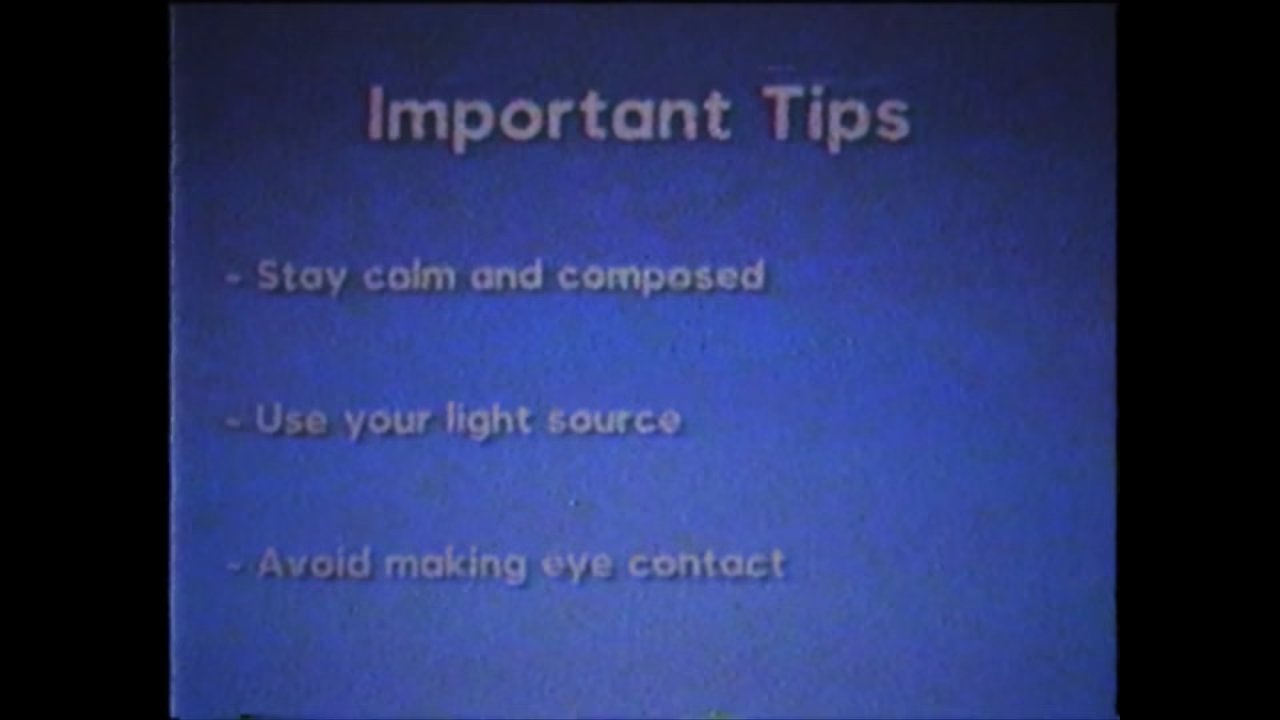 Important Tips
- Stay calm and composed
- Use your light source
- Avoid making eye contact